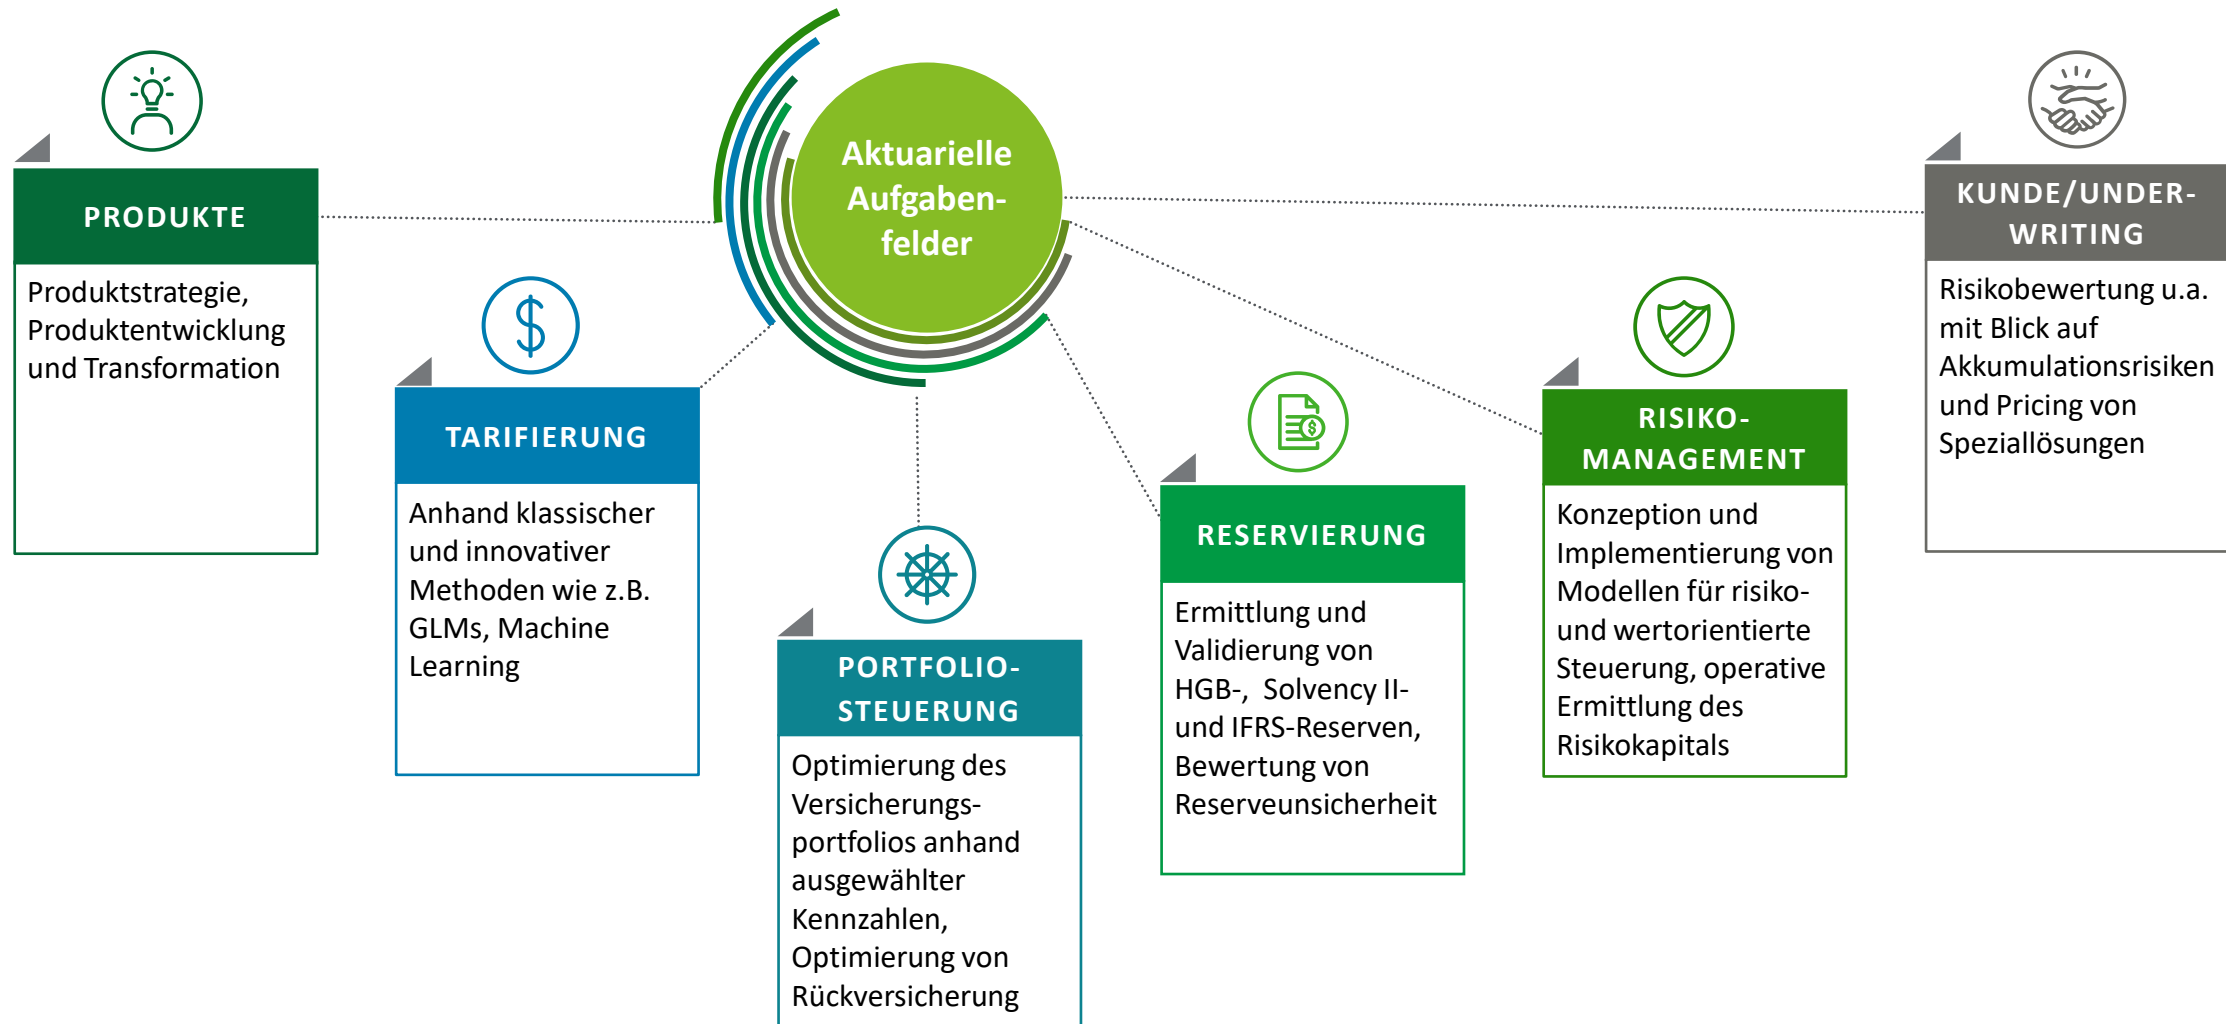 Aktuarielle
Aufgaben-
felder
PRODUKTE
Produktstrategie,
Produktentwicklung
und Transformation
TARIFIERUNG
Anhand klassischer
und innovativer
Methoden wie z.B.
GLMs, Machine
Learning
PORTFOLIO-
STEUERUNG
Optimierung des
Versicherungs-
portfolios anhand
ausgewählter
Kennzahlen,
Optimierung von
Rückversicherung
RESERVIERUNG
Ermittlung und
Validierung von
HGB-, Solvency II-
und IFRS-Reserven,
Bewertung von
Reserveunsicherheit
RISIKO-
MANAGEMENT
Konzeption und
Implementierung von
Modellen für risiko-
und wertorientierte
Steuerung, operative
Ermittlung des
Risikokapitals
KUNDE/UNDER-
WRITING
Risikobewertung u.a.
mit Blick auf
Akkumulationsrisiken
und Pricing von
Speziallösungen